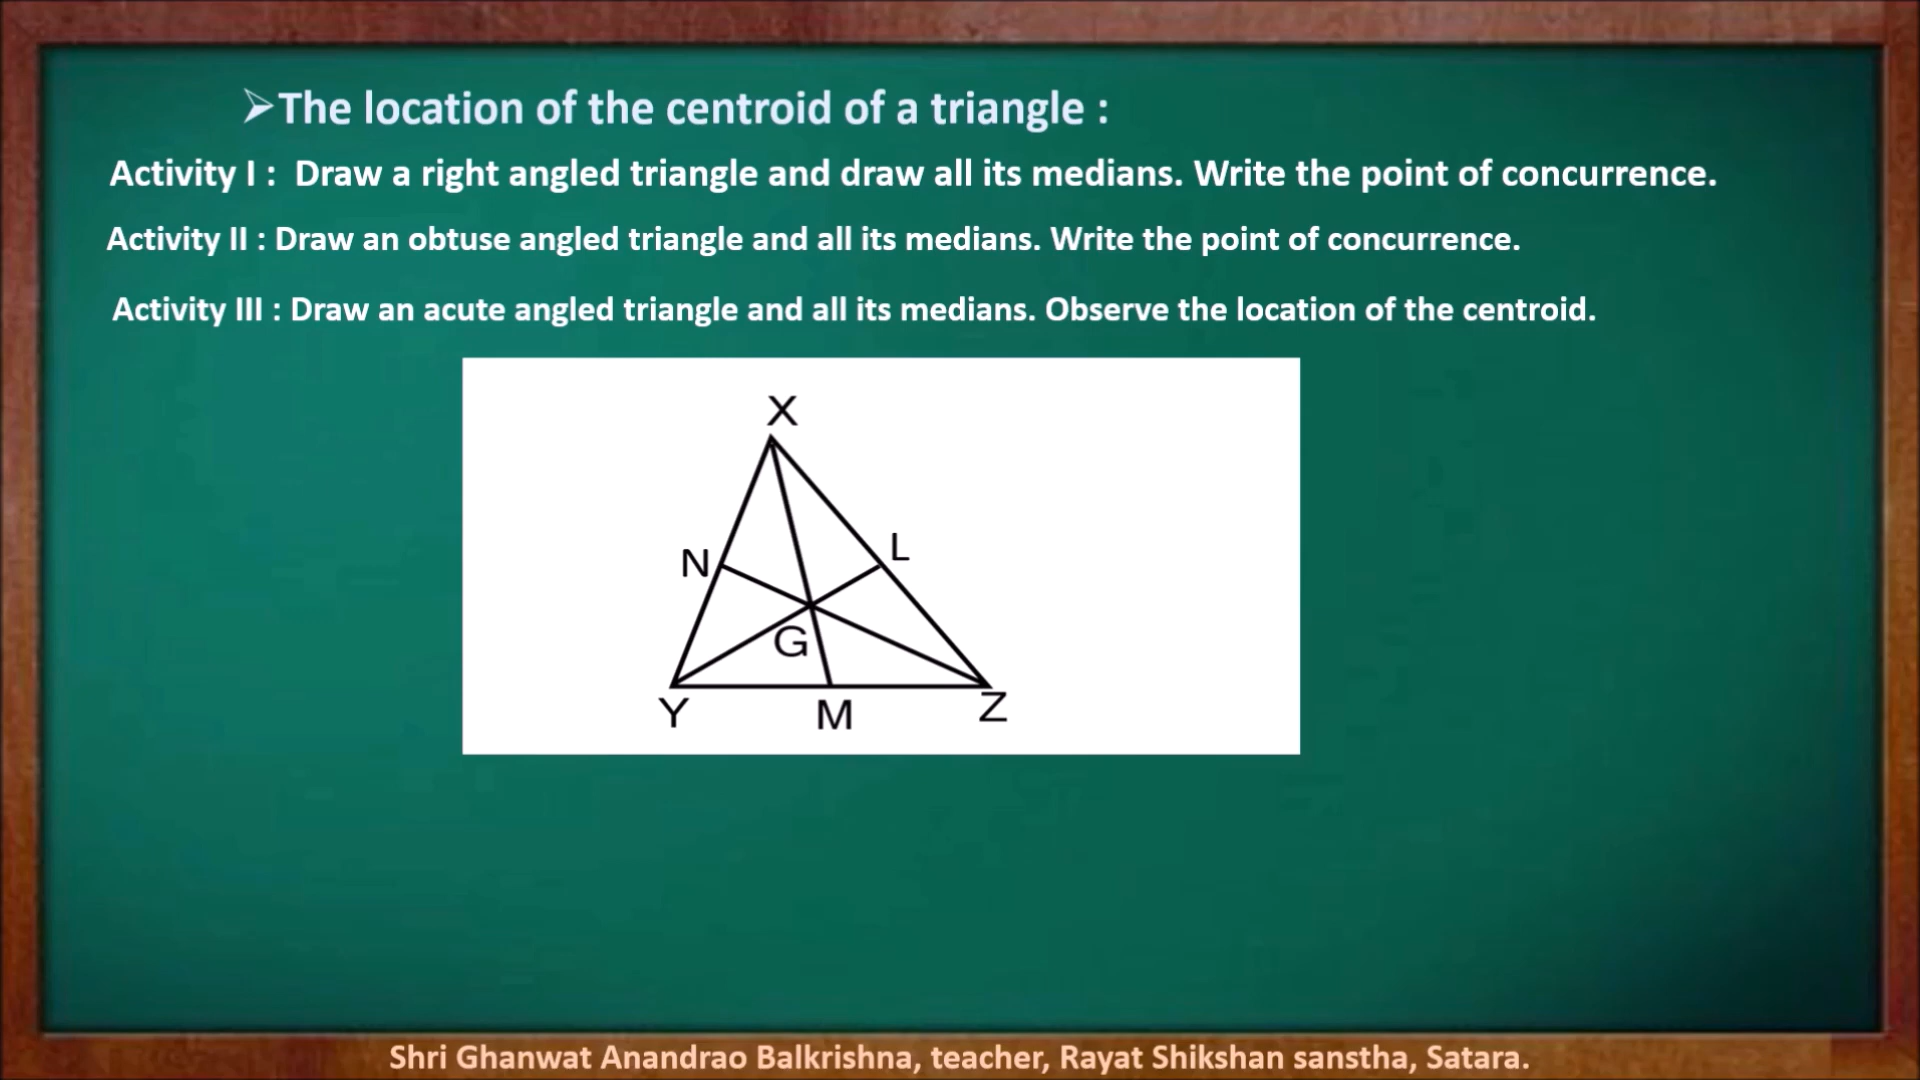 ➢The location of the centroid of a triangle :
Activity I :  Draw a right angled triangle and draw all its medians. Write the point of concurrence.
Activity II : Draw an obtuse angled triangle and all its medians. Write the point of concurrence.
Activity III : Draw an acute angled triangle and all its medians. Observe the location of the centroid.
X
N L
G
Y M Z
Shri Ghanwat Anandrao Balkrishna, teacher, Rayat Shikshan sanstha, Satara.